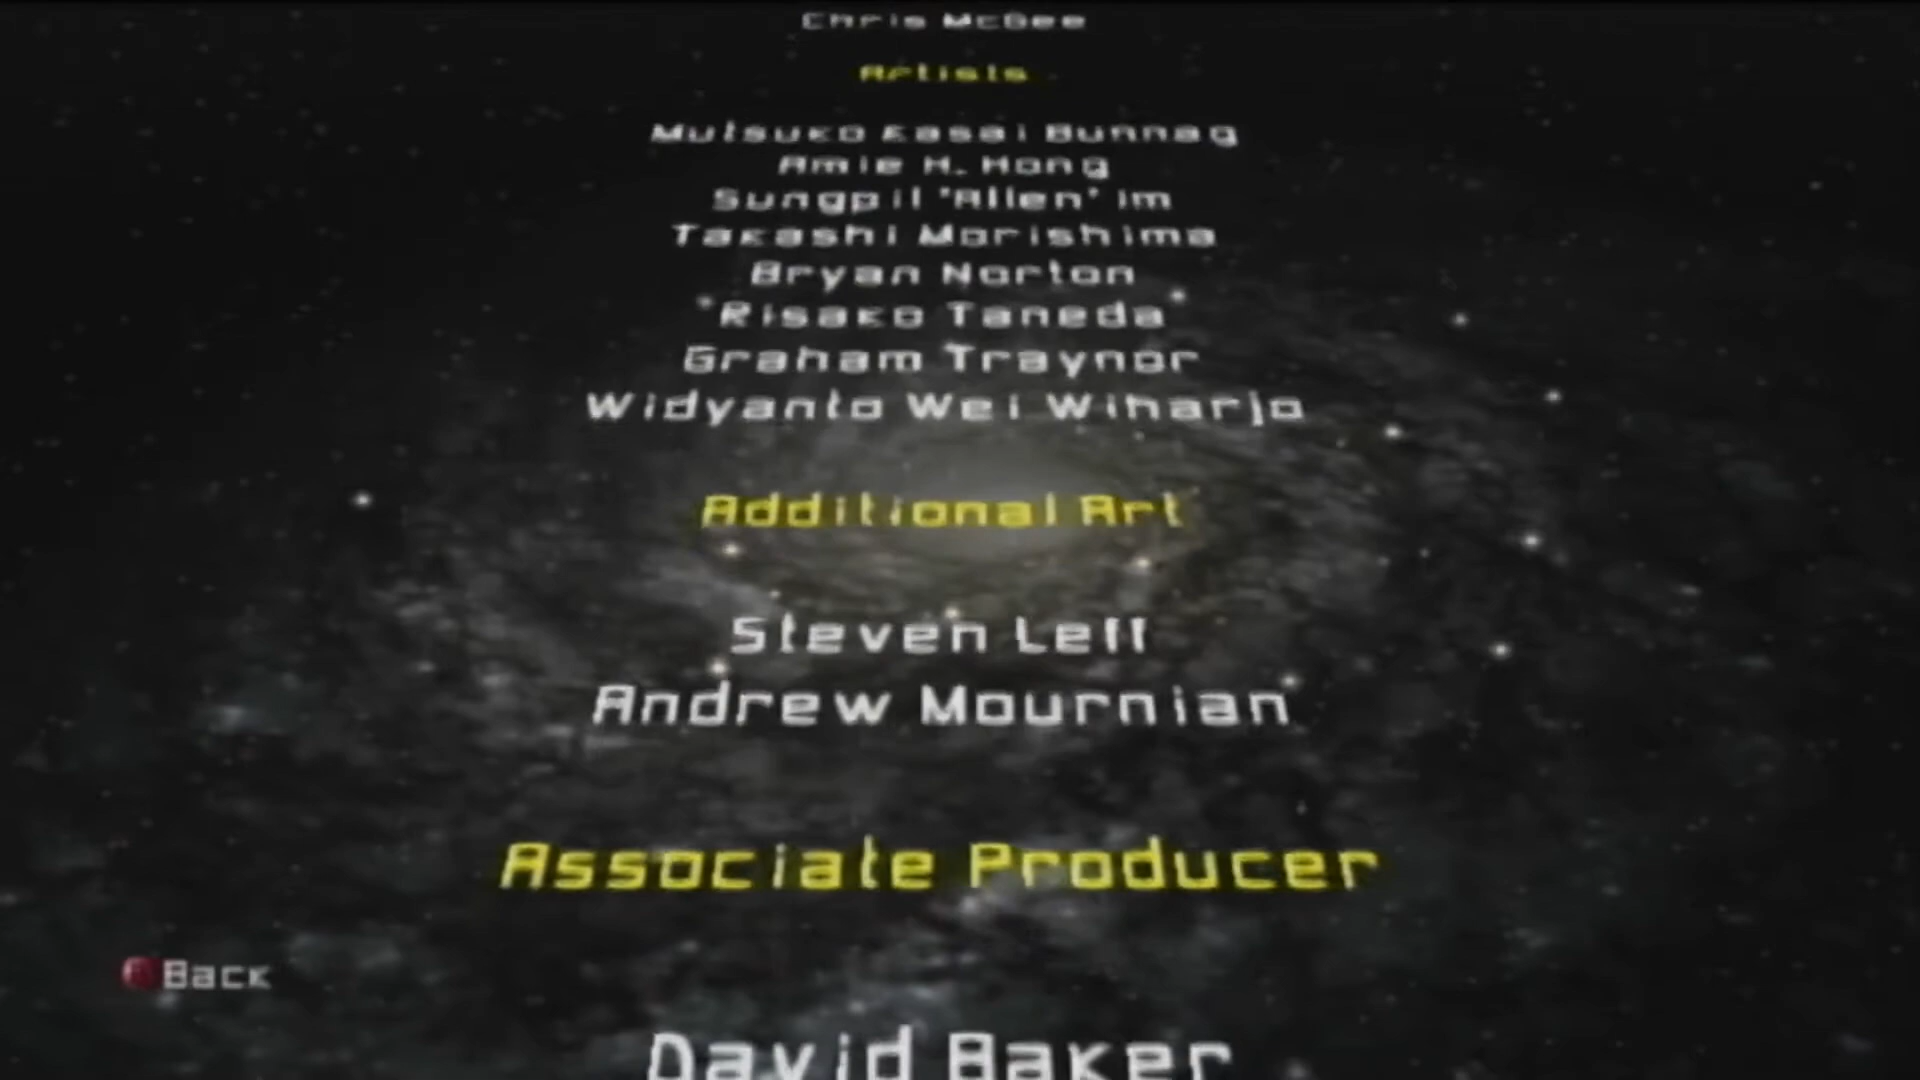 Chris McGee
Artists
Mutsuko Kasai Bunnag
Amie H. Hong
Sungpil "Allen" Im
Takashi Morishima
Bryan Norton
Risako Taneda
Graham Traynor
Widyanto Wei Wiharjo
Additional Art
Steven Leff
Andrew Mournian
Associate Producer
Back
David Baker